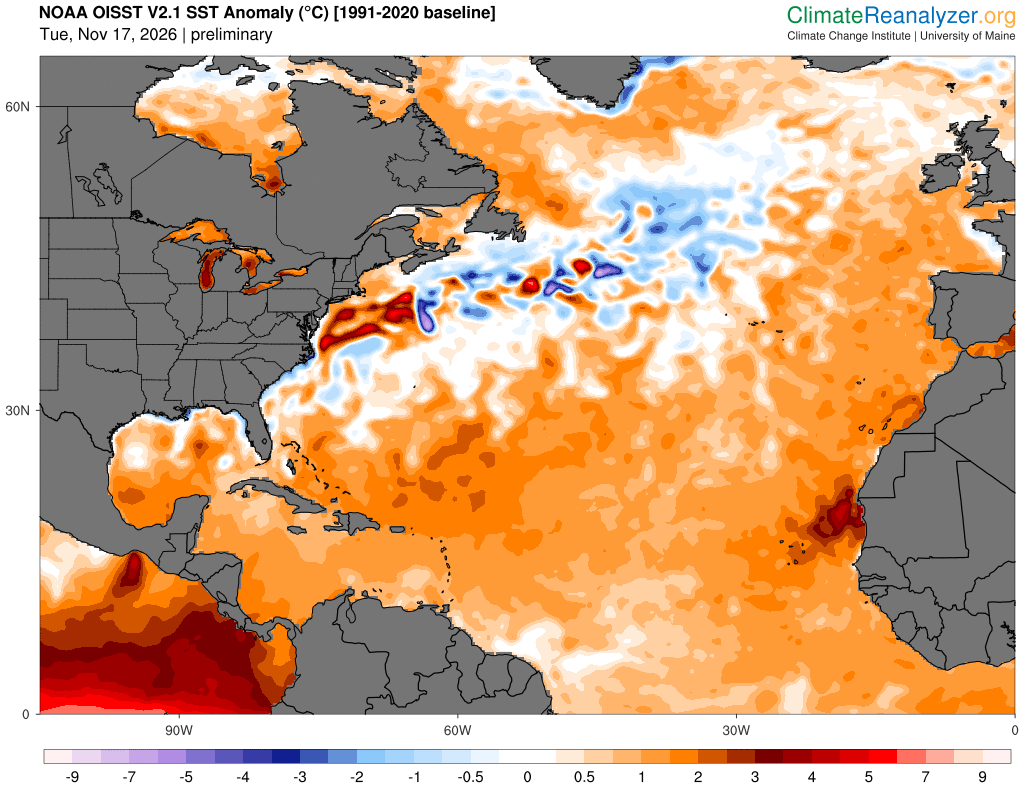 NOAA OISST V2.1 SST Anomaly (°C) [1991-2020 baseline]
Tue, Nov 17, 2026 | preliminary
ClimateReanalyzer.org
Climate Change Institute | University of Maine
60N
30N
0
90W 60W 30W 0
-9 -7 -5 -4 -3 -2 -1 -0.5 0 0.5 1 2 3 4 5 7 9